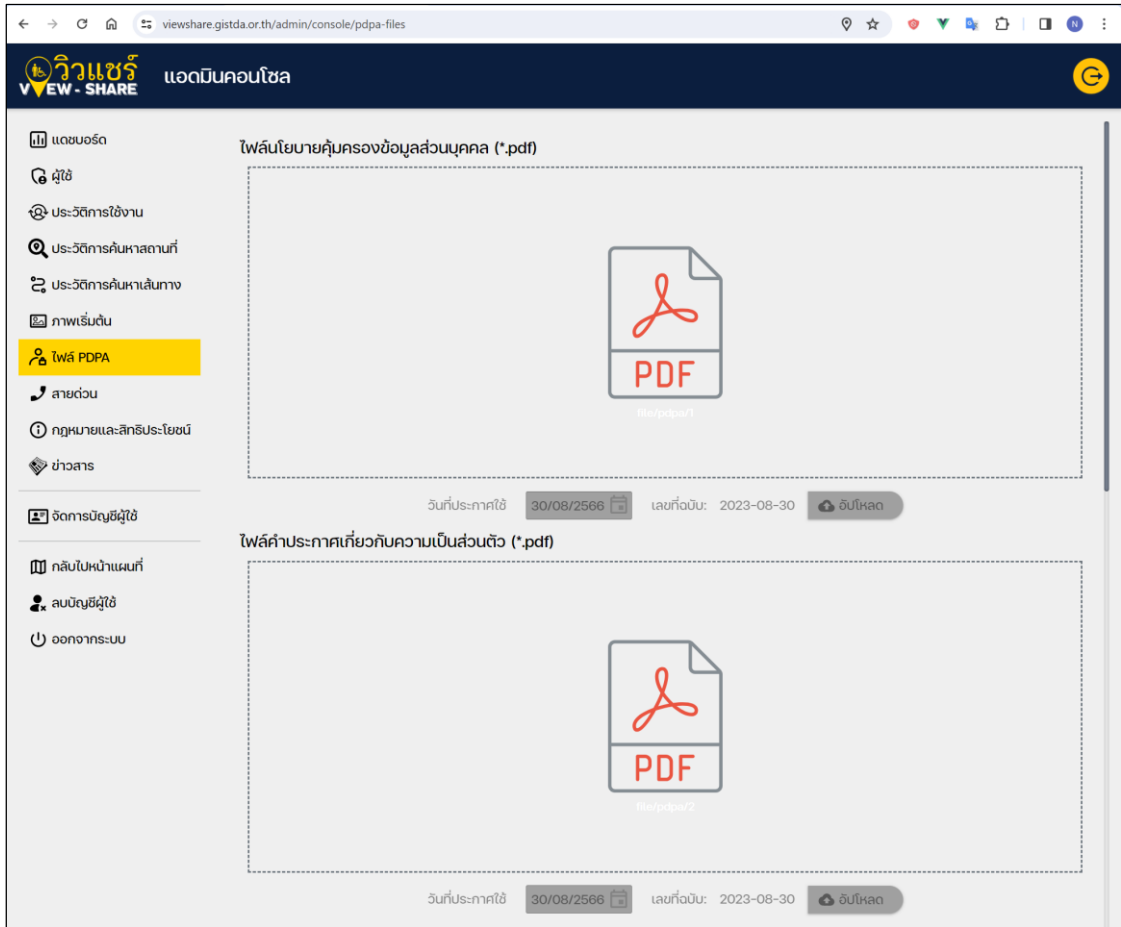 viewshare.gistda.or.th/admin/console/pdpa-files
N
วิวแชร์
VIEW - SHARE
แอดมินคอนโซล
แดชบอร์ด
ผู้ใช้
ประวัติการใช้งาน
ประวัติการค้นหาสถานที่
ประวัติการค้นหาเส้นทาง
ภาพเริ่มต้น
ไฟล์ PDPA
สายด่วน
กฎหมายและสิทธิประโยชน์
ข่าวสาร
จัดการบัญชีผู้ใช้
กลับไปหน้าแผนที่
ลบบัญชีผู้ใช้
ออกจากระบบ
ไฟล์นโยบายคุ้มครองข้อมูลส่วนบุคคล (*.pdf)
PDF
file/pdpa/1
วันที่ประกาศใช้ 30/08/2566 เลขที่ฉบับ: 2023-08-30 อัปโหลด
ไฟล์คำประกาศเกี่ยวกับความเป็นส่วนตัว (*.pdf)
PDF
file/pdpa/2
วันที่ประกาศใช้ 30/08/2566 เลขที่ฉบับ: 2023-08-30 อัปโหลด